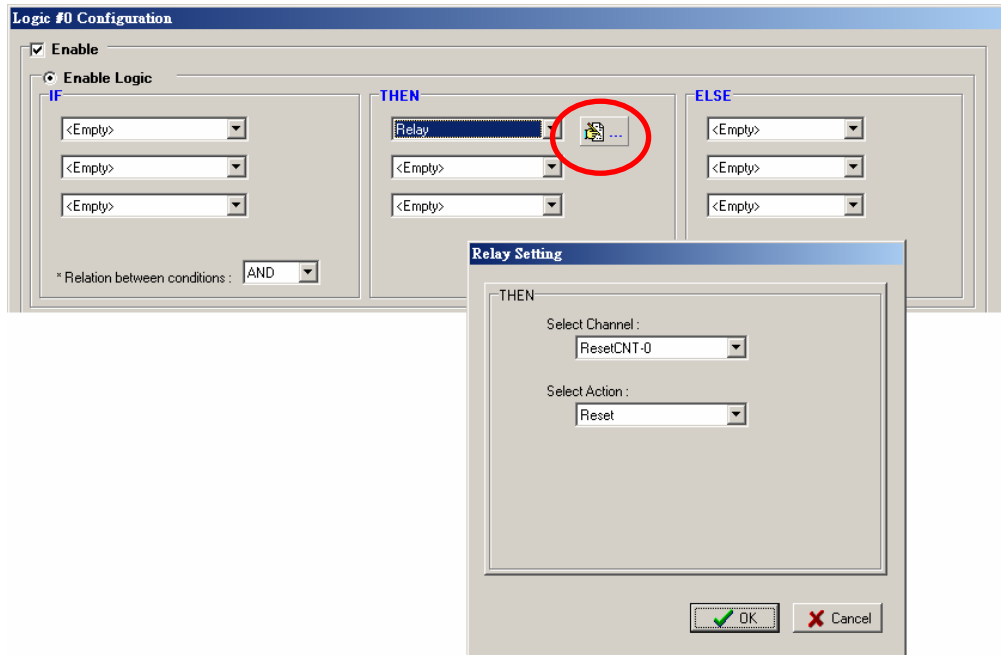 Logic #0 Configuration
Enable
Enable Logic
IF
<Empty>
<Empty>
<Empty>
* Relation between conditions : AND
THEN
Relay
...
<Empty>
<Empty>
ELSE
<Empty>
<Empty>
<Empty>
Relay Setting
THEN
Select Channel :
ResetCNT-0
Select Action :
Reset
OK
Cancel